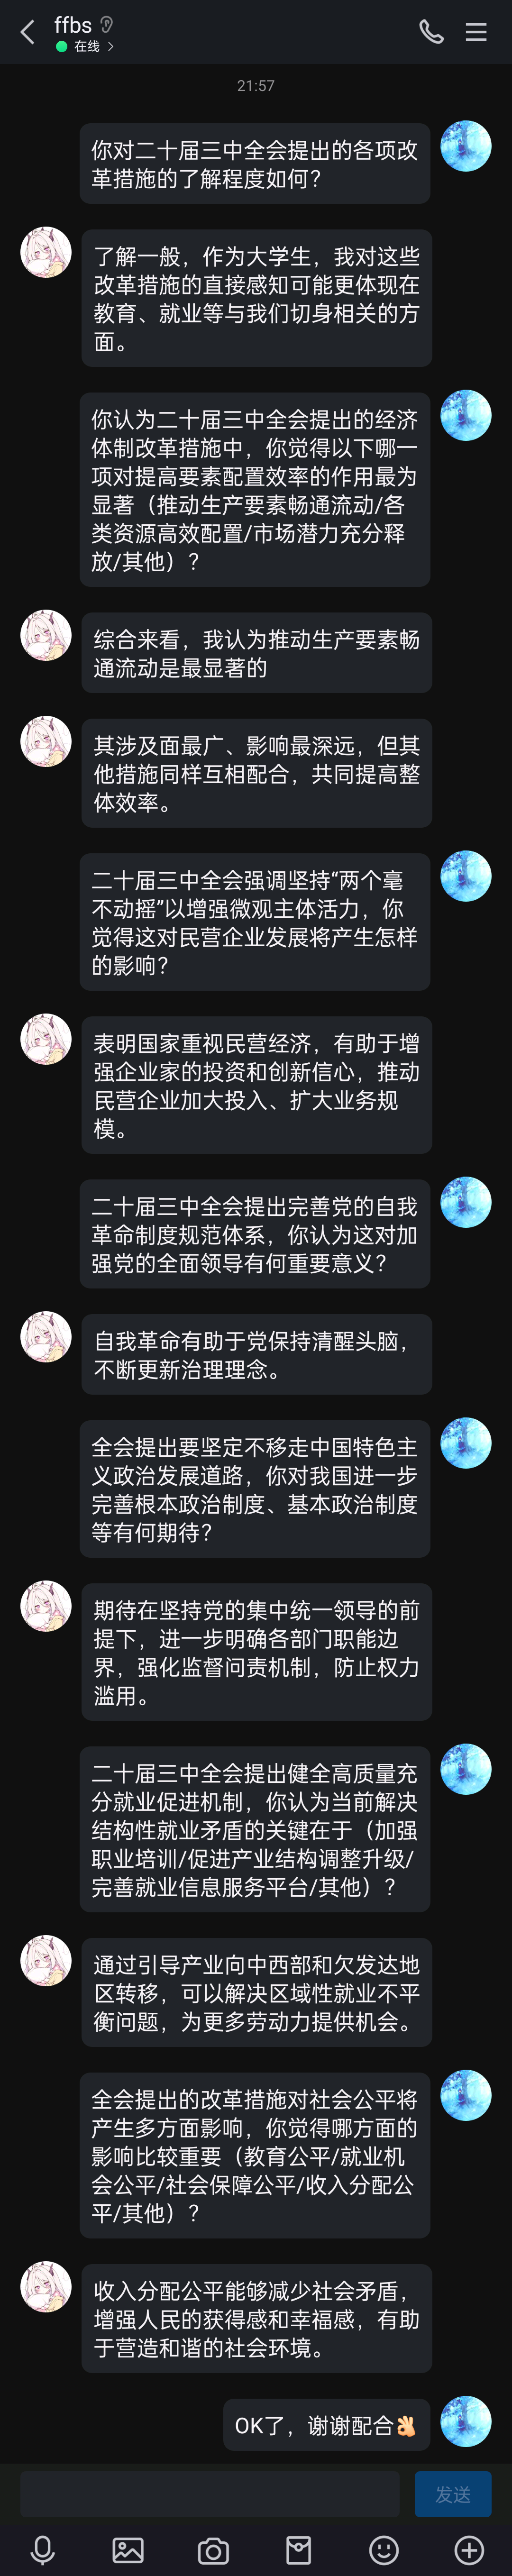 ffbs
在线
21:57
你对二十届三中全会提出的各项改
革措施的了解程度如何？
了解一般，作为大学生，我对这些
改革措施的直接感知可能更体现在
教育、就业等与我们切身相关的方
面。
你认为二十届三中全会提出的经济
体制改革措施中，你觉得以下哪一
项对提高要素配置效率的作用最为
显著（推动生产要素畅通流动/各
类资源高效配置/市场潜力充分释
放/其他）？
综合来看，我认为推动生产要素畅
通流动是最显著的
其涉及面最广、影响最深远，但其
他措施同样互相配合，共同提高整
体效率。
二十届三中全会强调坚持“两个毫
不动摇”以增强微观主体活力，你
觉得这对民营企业发展将产生怎样
的影响？
表明国家重视民营经济，有助于增
强企业家的投资和创新信心，推动
民营企业加大投入、扩大业务规
模。
二十届三中全会提出完善党的自我
革命制度规范体系，你认为这对加
强党的全面领导有何重要意义？
自我革命有助于党保持清醒头脑，
不断更新治理理念。
全会提出要坚定不移走中国特色主
义政治发展道路，你对我国进一步
完善根本政治制度、基本政治制度
等有何期待？
期待在坚持党的集中统一领导的前
提下，进一步明确各部门职能边
界，强化监督问责机制，防止权力
滥用。
二十届三中全会提出健全高质量充
分就业促进机制，你认为当前解决
结构性就业矛盾的关键在于（加强
职业培训/促进产业结构调整升级/
完善就业信息服务平台/其他）？
通过引导产业向中西部和欠发达地
区转移，可以解决区域性就业不平
衡问题，为更多劳动力提供机会。
全会提出的改革措施对社会公平将
产生多方面影响，你觉得哪方面的
影响比较重要（教育公平/就业机
会公平/社会保障公平/收入分配公
平/其他）？
收入分配公平能够减少社会矛盾，
增强人民的获得感和幸福感，有助
于营造和谐的社会环境。
OK了，谢谢配合👌
发送